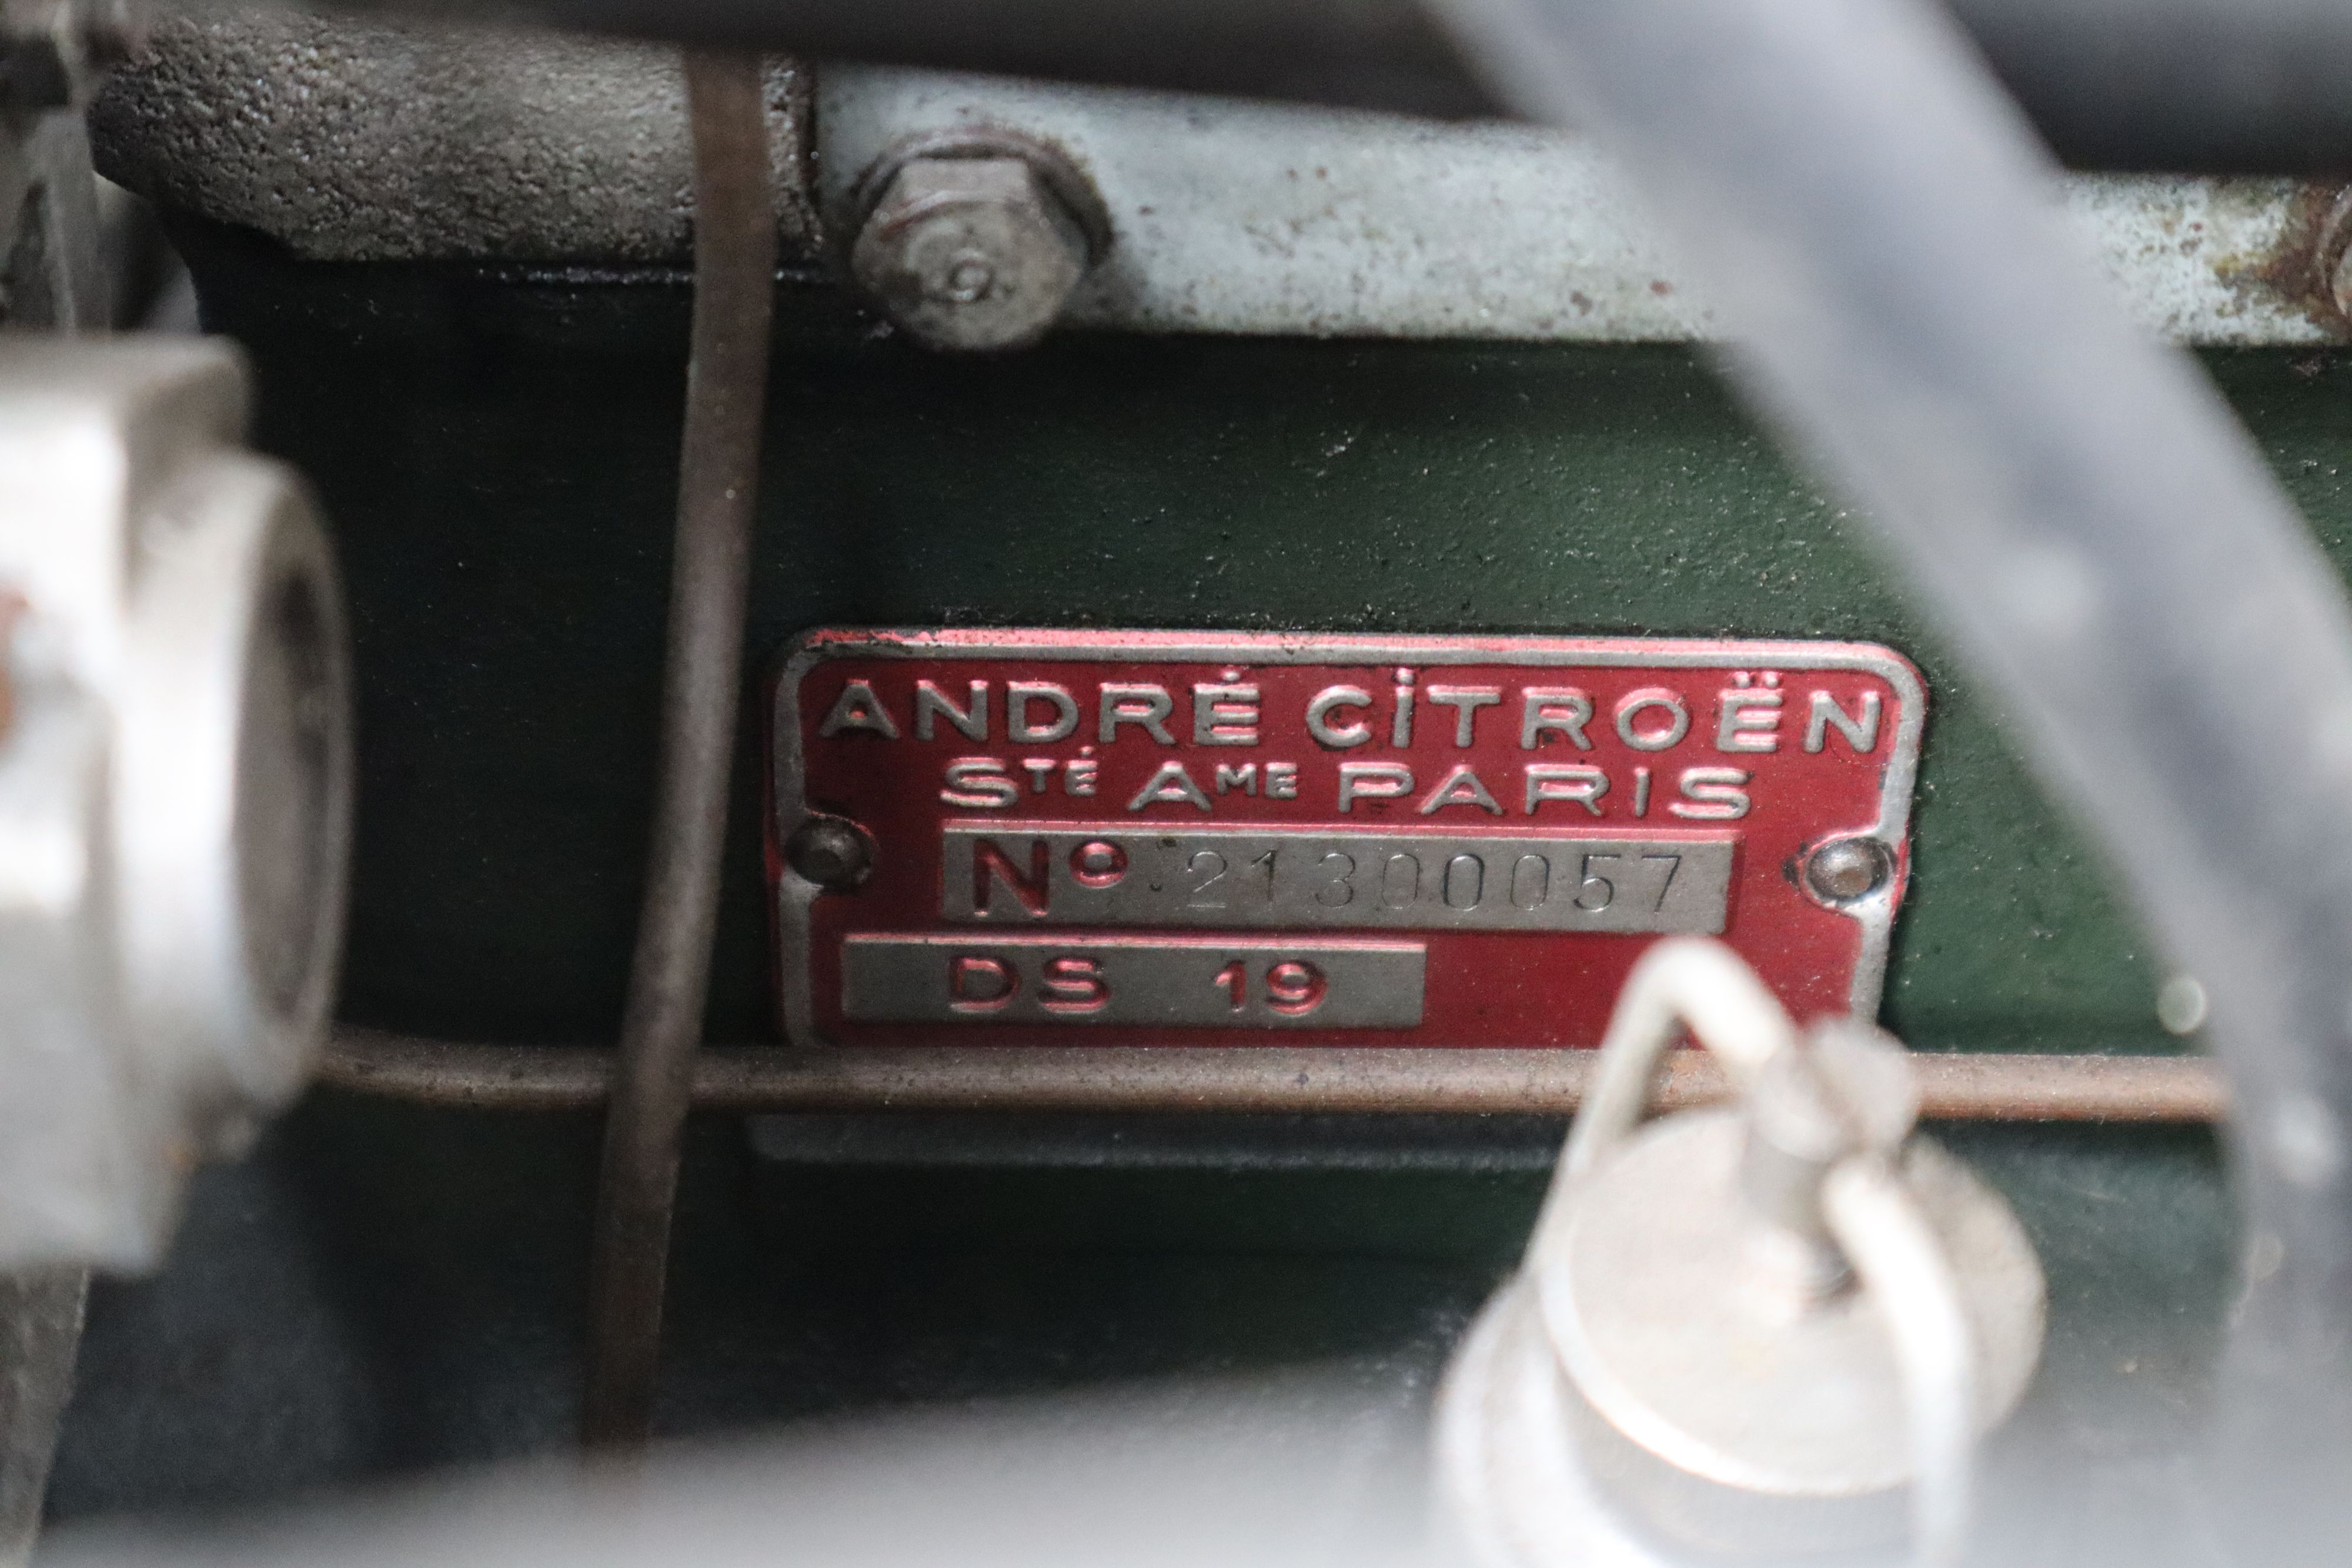 ANDRÉ CİTROËN
STÉ AME PARIS
Nº 21300057
DS 19